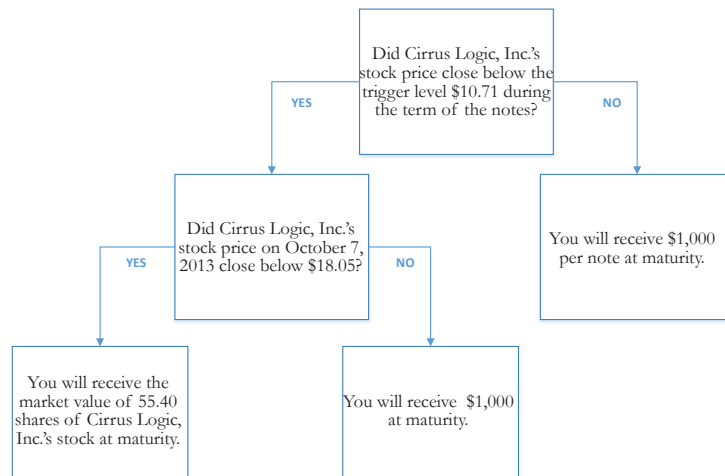 Did Cirrus Logic, Inc.'s
stock price close below the
trigger level $10.71 during
the term of the notes?
YES
NO
Did Cirrus Logic, Inc.'s
stock price on October 7,
2013 close below $18.05?
You will receive $1,000
per note at maturity.
YES
NO
You will receive the
market value of 55.40
shares of Cirrus Logic,
Inc.'s stock at maturity.
You will receive $1,000
at maturity.